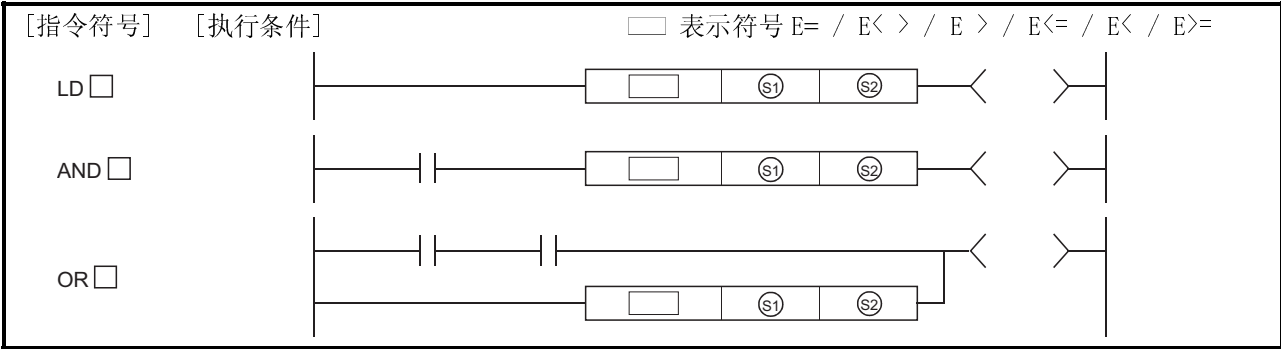 [指令符号] [执行条件] □ 表示符号 E= / E< > / E > / E<= / E< / E>=
LD □ □ S1 S2
AND □ □ S1 S2
OR □ □ S1 S2